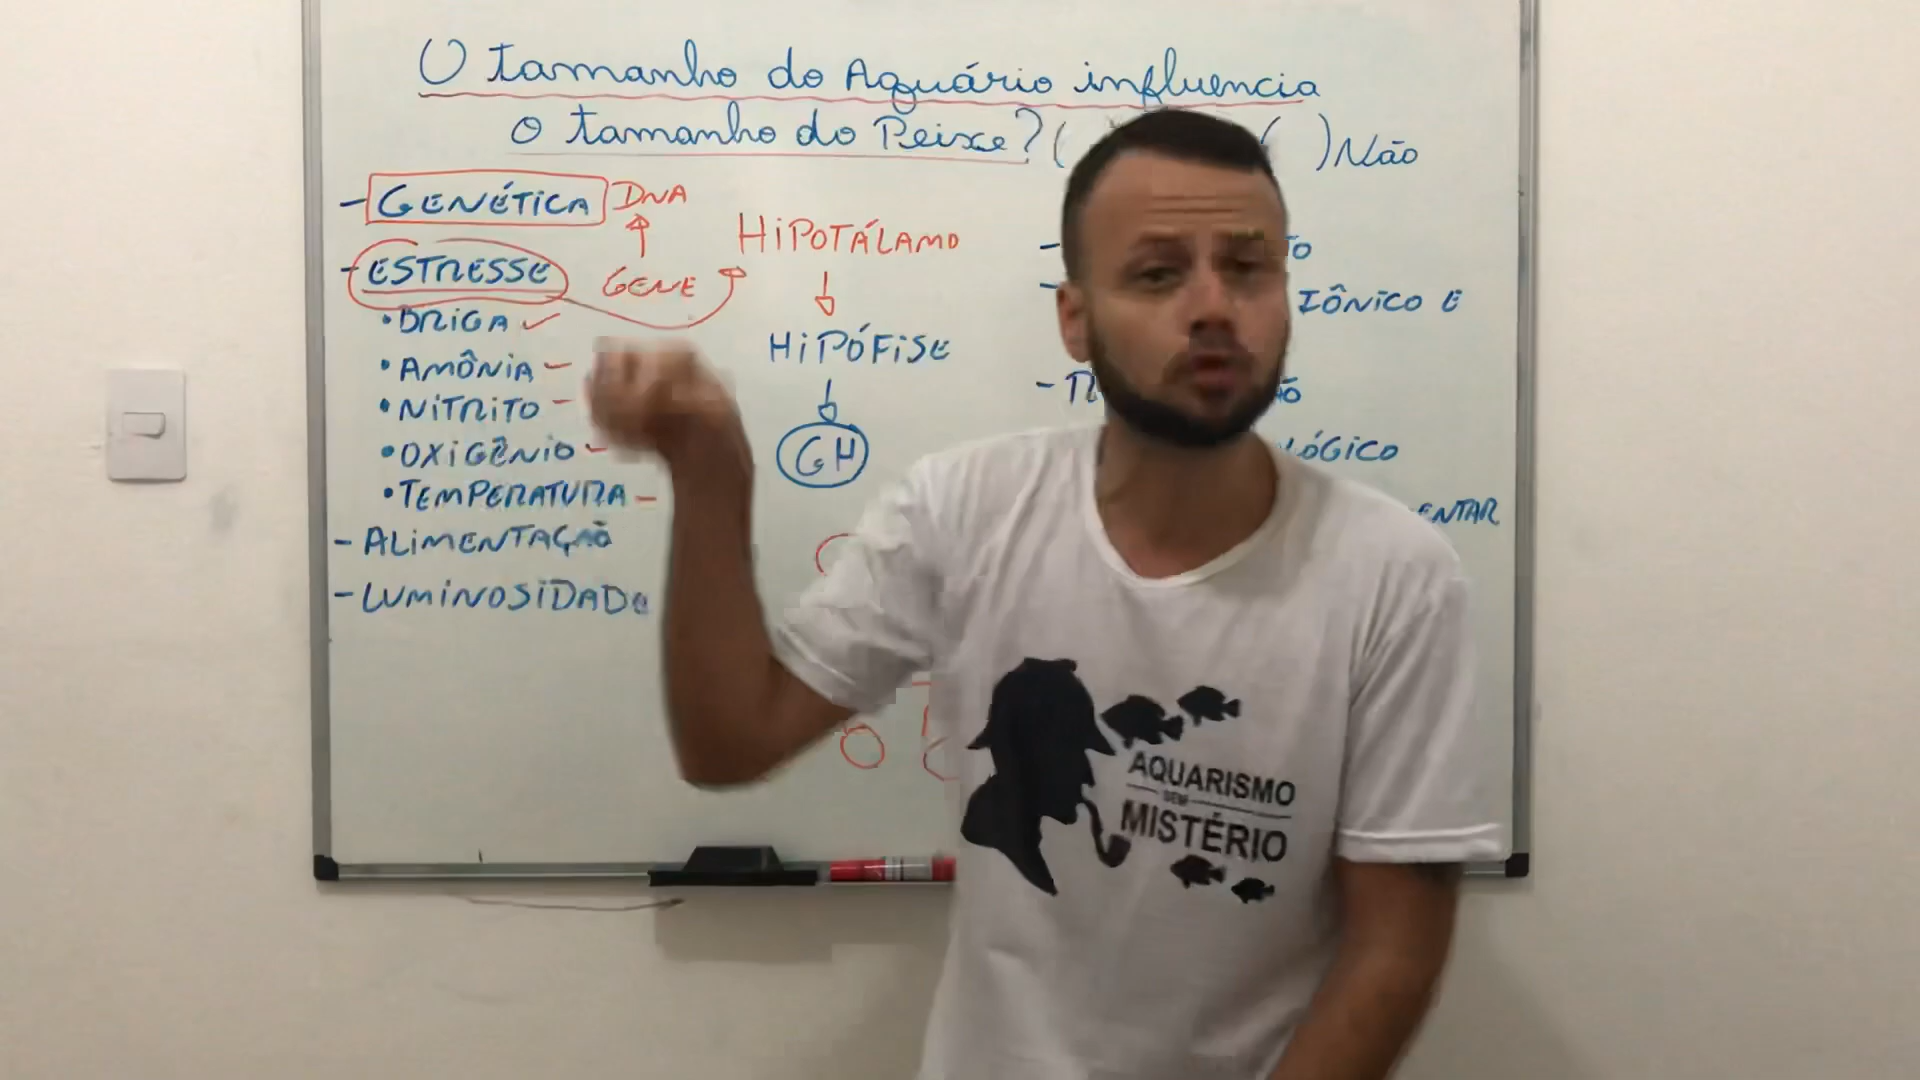 O tamanho do Aquário influencia
o tamanho do Peixe? ( ( ) Não
- GENÉTICA DNA
- ESTRESSE GENE HIPOTÁLAMO
• BRIGA
HIPÓFISE
• AMÔNIA -
• NITRITO -
• OXIGÊNIO -
GH
• TEMPERATURA -
- ALIMENTAÇÃO
- LUMINOSIDADE
-
- IÔNICO E
-
LÓGICO
ENTAR
AQUARISMO
SEM
MISTÉRIO